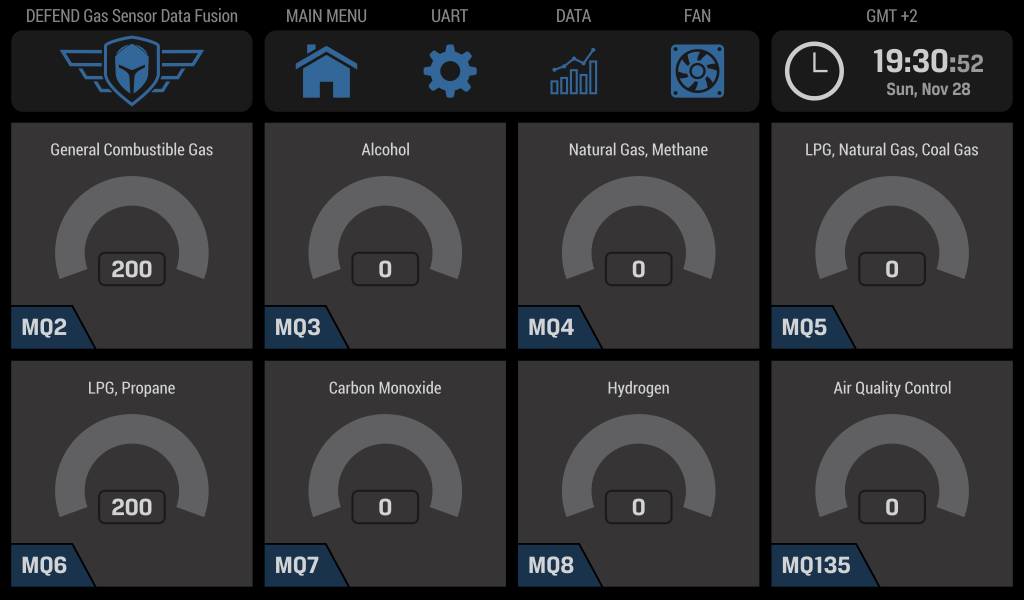 DEFEND Gas Sensor Data Fusion
MAIN MENU
UART
DATA
FAN
GMT +2
19:30:52
Sun, Nov 28
General Combustible Gas
200
MQ2
Alcohol
0
MQ3
Natural Gas, Methane
0
MQ4
LPG, Natural Gas, Coal Gas
0
MQ5
LPG, Propane
200
MQ6
Carbon Monoxide
0
MQ7
Hydrogen
0
MQ8
Air Quality Control
0
MQ135